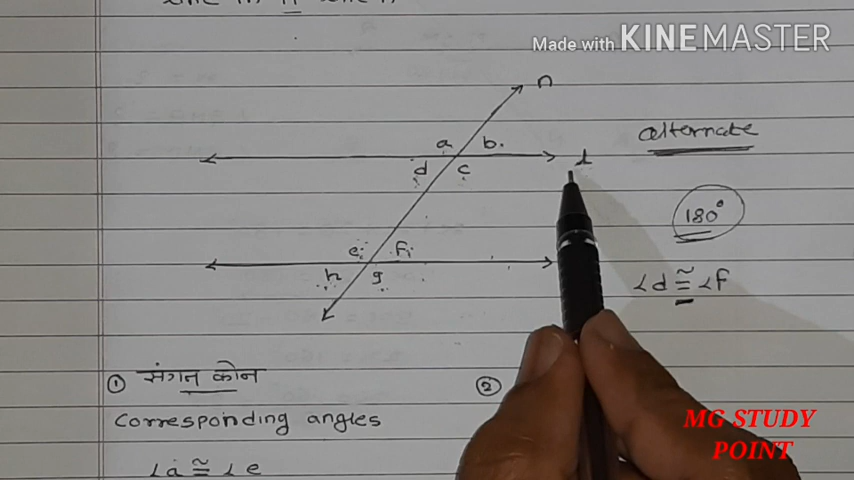 Made with KINEMASTER
n
alternate
a b
l
d c
180°
e f
h g
∠d ≅ ∠f
① संगत कोन
②
Corresponding angles
∠a ≅ ∠e
MG STUDY
POINT